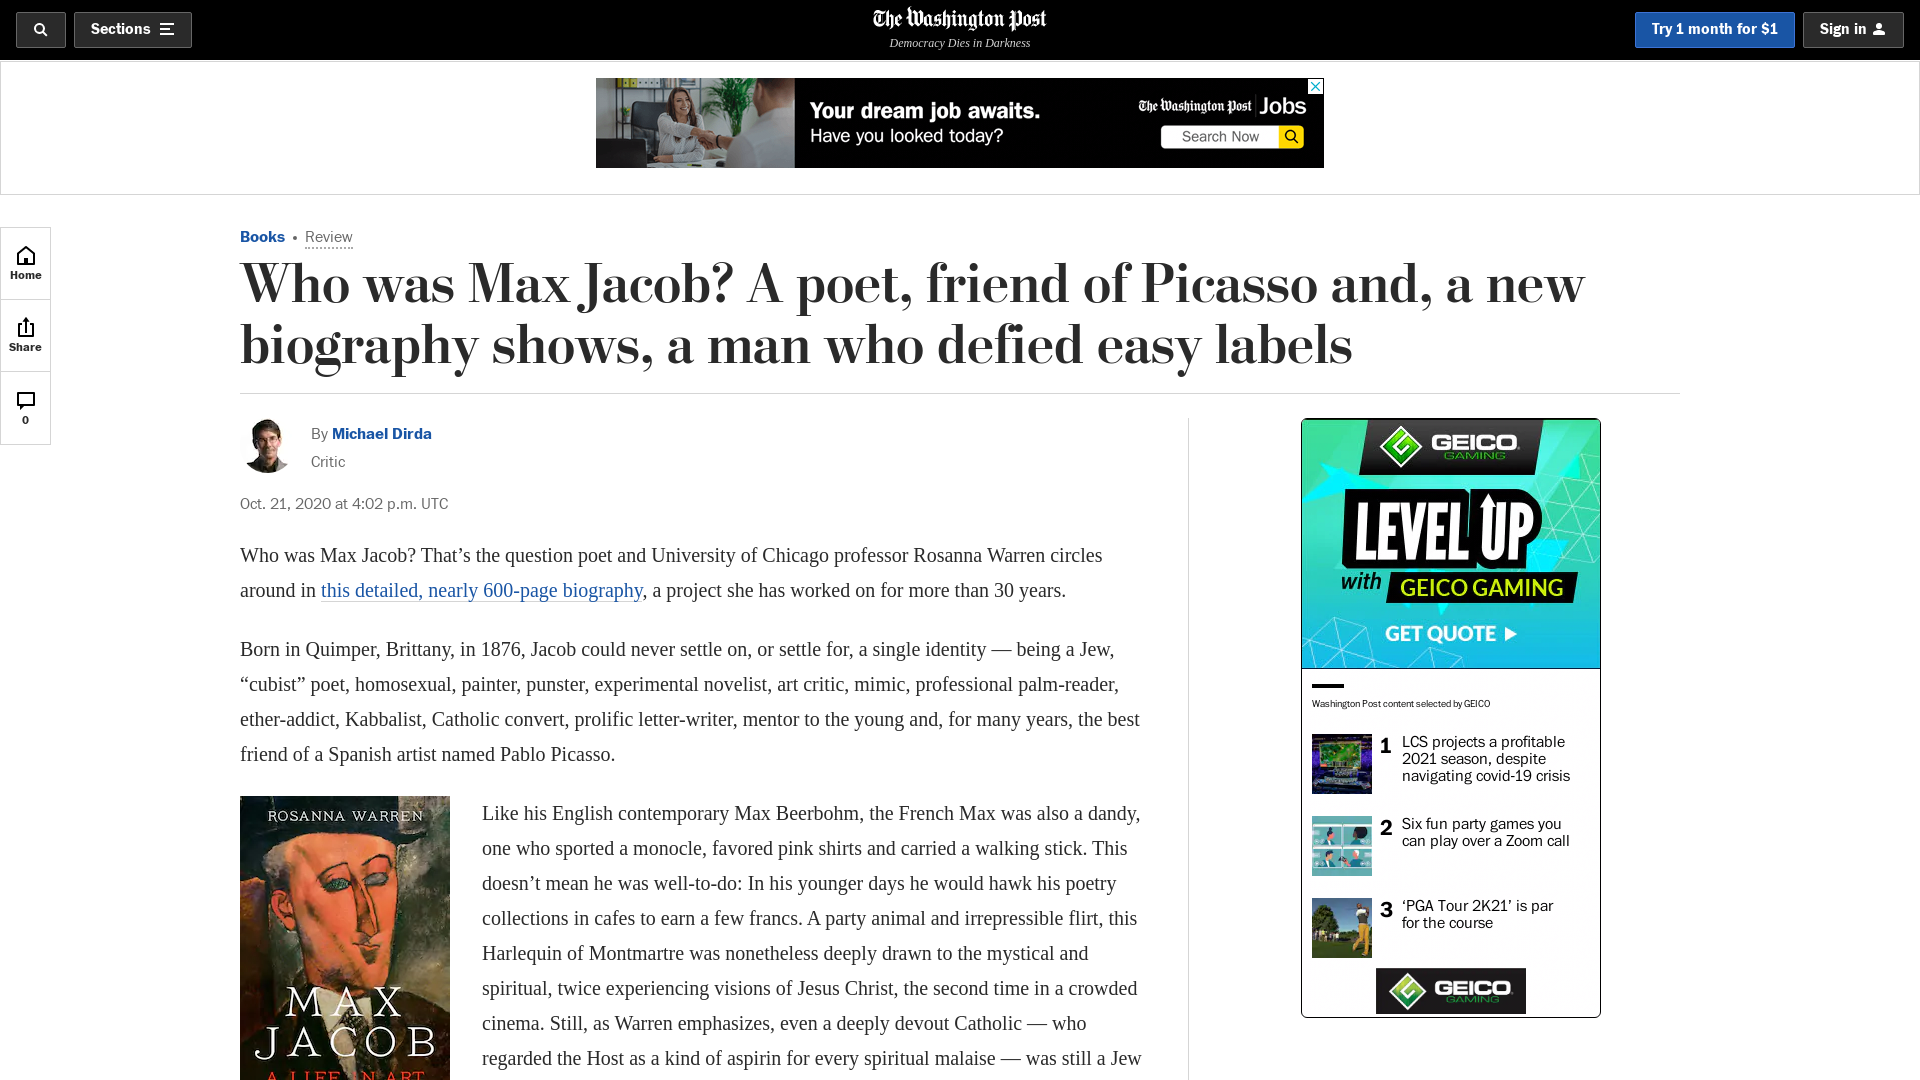 Sections
The Washington Post
Democracy Dies in Darkness
Try 1 month for $1
Sign in
Your dream job awaits.
Have you looked today?
The Washington Post Jobs
Search Now
Home
Share
0
Books • Review
Who was Max Jacob? A poet, friend of Picasso and, a new
biography shows, a man who defied easy labels
By Michael Dirda
Critic
Oct. 21, 2020 at 4:02 p.m. UTC
Who was Max Jacob? That’s the question poet and University of Chicago professor Rosanna Warren circles
around in this detailed, nearly 600-page biography, a project she has worked on for more than 30 years.
Born in Quimper, Brittany, in 1876, Jacob could never settle on, or settle for, a single identity — being a Jew,
“cubist” poet, homosexual, painter, punster, experimental novelist, art critic, mimic, professional palm-reader,
ether-addict, Kabbalist, Catholic convert, prolific letter-writer, mentor to the young and, for many years, the best
friend of a Spanish artist named Pablo Picasso.
ROSANNA WARREN
MAX
JACOB
A LIFE IN ART
Like his English contemporary Max Beerbohm, the French Max was also a dandy,
one who sported a monocle, favored pink shirts and carried a walking stick. This
doesn’t mean he was well-to-do: In his younger days he would hawk his poetry
collections in cafes to earn a few francs. A party animal and irrepressible flirt, this
Harlequin of Montmartre was nonetheless deeply drawn to the mystical and
spiritual, twice experiencing visions of Jesus Christ, the second time in a crowded
cinema. Still, as Warren emphasizes, even a deeply devout Catholic — who
regarded the Host as a kind of aspirin for every spiritual malaise — was still a Jew
GEICO
GAMING
LEVEL UP
with GEICO GAMING
GET QUOTE
Washington Post content selected by GEICO
1 LCS projects a profitable
2021 season, despite
navigating covid-19 crisis
2 Six fun party games you
can play over a Zoom call
3 ‘PGA Tour 2K21’ is par
for the course
GEICO
GAMING